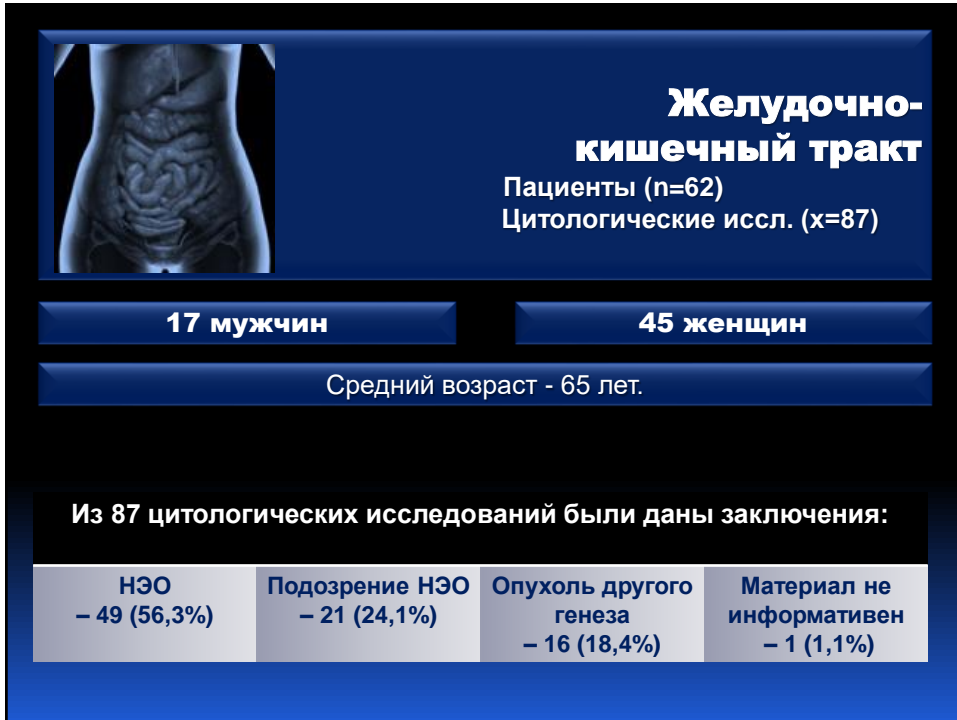 Желудочно-
кишечный тракт
Пациенты (n=62)
Цитологические иссл. (x=87)
17 мужчин
45 женщин
Средний возраст - 65 лет.
Из 87 цитологических исследований были даны заключения:
НЭО
– 49 (56,3%)
Подозрение НЭО
– 21 (24,1%)
Опухоль другого
генеза
– 16 (18,4%)
Материал не
информативен
– 1 (1,1%)